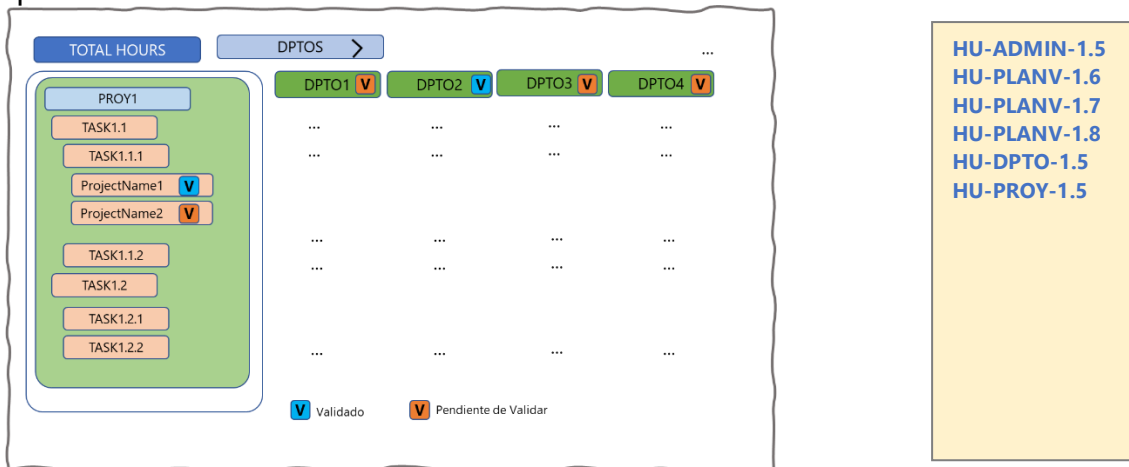 TOTAL HOURS DPTOS > ...
DPTO1 V DPTO2 V DPTO3 V DPTO4 V
PROY1
TASK1.1 ... ... ... ...
TASK1.1.1 ... ... ... ...
ProjectName1 V
ProjectName2 V
... ... ... ...
TASK1.1.2 ... ... ... ...
TASK1.2
TASK1.2.1
TASK1.2.2 ... ... ... ...
V Validado V Pendiente de Validar
HU-ADMIN-1.5
HU-PLANV-1.6
HU-PLANV-1.7
HU-PLANV-1.8
HU-DPTO-1.5
HU-PROY-1.5